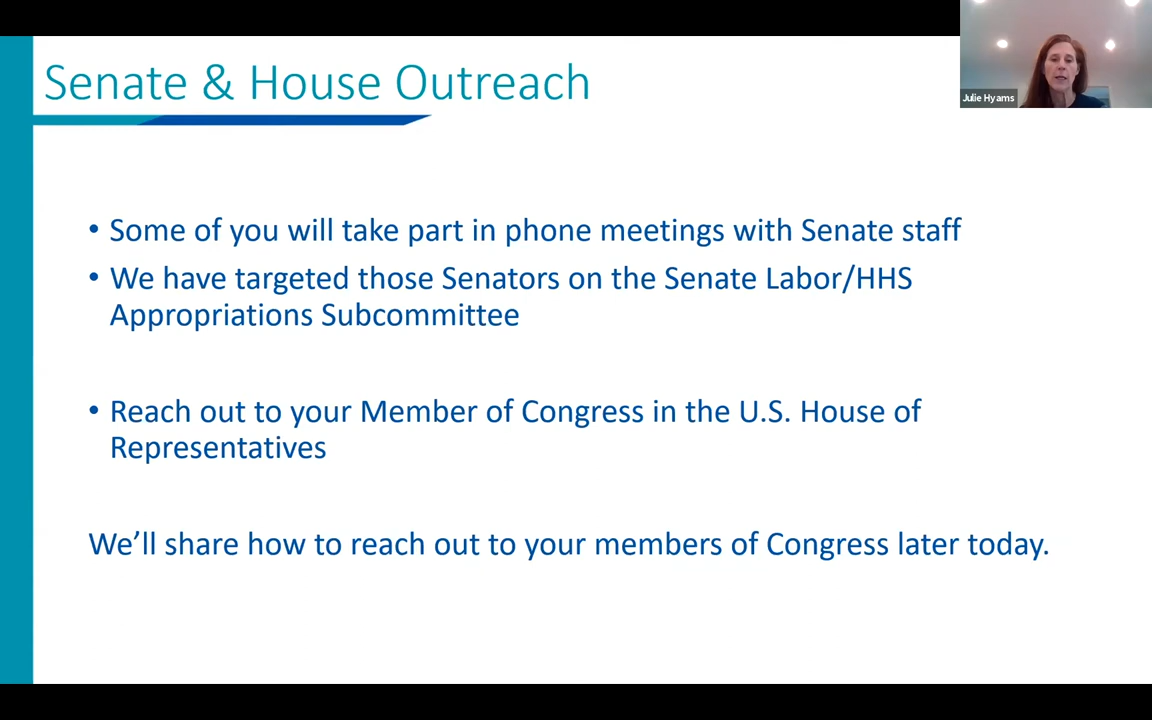 Senate & House Outreach
Julie Hyams
• Some of you will take part in phone meetings with Senate staff
• We have targeted those Senators on the Senate Labor/HHS
Appropriations Subcommittee
• Reach out to your Member of Congress in the U.S. House of
Representatives
We’ll share how to reach out to your members of Congress later today.